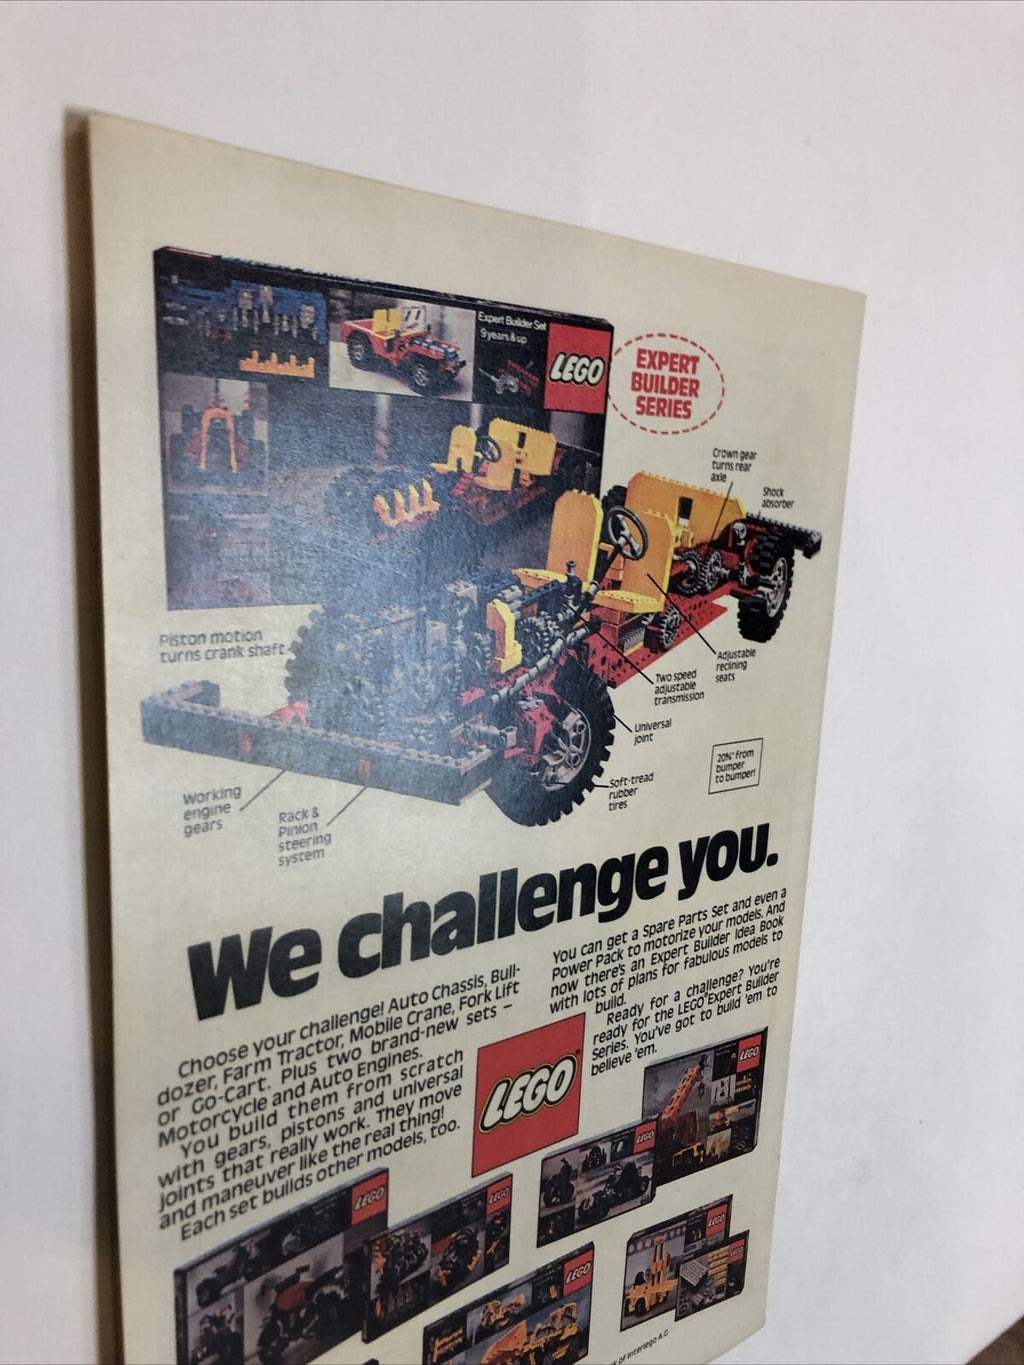 Expert Builder Set
9 years & up
LEGO
EXPERT
BUILDER
SERIES
Crown gear
turns rear
axle
Shock
absorber
Piston motion
turns crank shaft
Adjustable
reclining
seats
Two speed
adjustable
transmission
Universal
joint
20¾" from
bumper
to bumper!
Soft-tread
rubber
tires
Working
engine
gears
Rack &
Pinion
steering
system
We challenge you.
Choose your challenge! Auto Chassis, Bull-
dozer, Farm Tractor, Mobile Crane, Fork Lift
or Go-Cart. Plus two brand-new sets –
Motorcycle and Auto Engines.
You build them from scratch
with gears, pistons and universal
joints that really work. They move
and maneuver like the real thing!
Each set builds other models, too.
You can get a Spare Parts Set and even a
Power Pack to motorize your models. And
now there's an Expert Builder Idea Book
with lots of plans for fabulous models to
build.
Ready for a challenge? You're
ready for the LEGO® Expert Builder
Series. You've got to build 'em to
believe 'em.
LEGO®
LEGO
LEGO
LEGO
LEGO
LEGO
LEGO
LEGO
of Interlego A.G